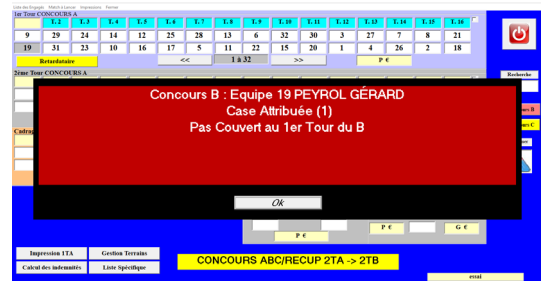 Liste des Engagés Match à Lancer Impressions Fermer
1er Tour CONCOURS A
T. 2 T. 3 T. 4 T. 5 T. 6 T. 7 T. 8 T. 9 T. 10 T. 11 T. 12 T. 13 T. 14 T. 15 T. 16
9 29 24 14 12 25 28 13 6 32 30 3 27 7 8 21
19 31 23 10 16 17 5 11 22 15 20 1 4 26 2 18
Retardataire << 1 à 32 >> P €
2ème Tour CONCOURS A
Recherche
Concours B : Equipe 19 PEYROL GÉRARD
Case Attribuée (1)
Pas Couvert au 1er Tour du B
Ok
P € P € G €
Impression 1TA Gestion Terrains
CONCOURS ABC/RECUP 2TA -> 2TB
Calcul des indemnités Liste Spécifique
essai